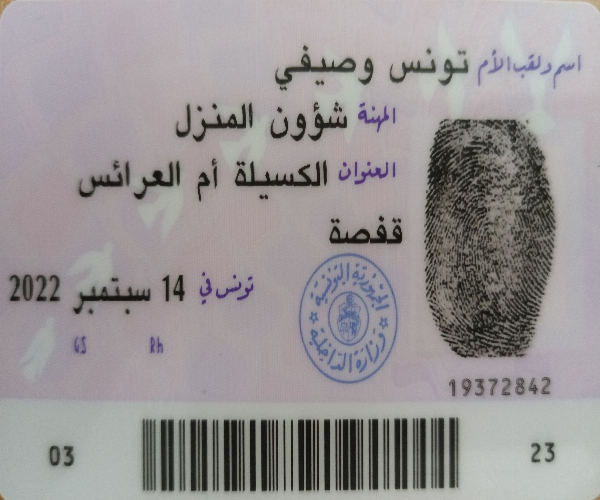 اسم ولقب الأم تونس وصيفي
المهنة شؤون المنزل
العنوان الكسيلة أم العرائس
قفصة
تونس في 14 سبتمبر 2022
GS Rh
الجمهورية التونسية
وزارة الداخلية
19372842
03 23